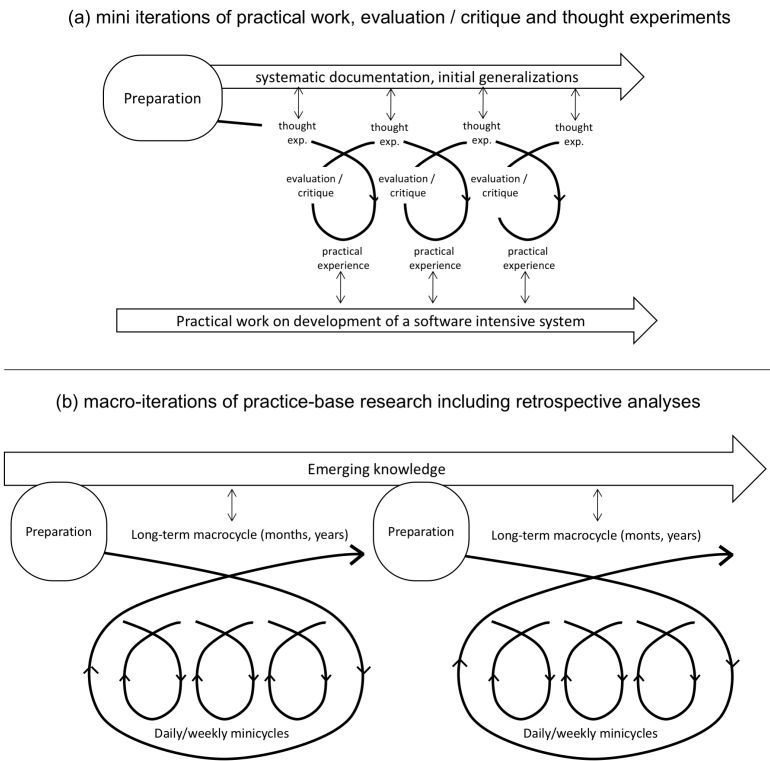 (a) mini iterations of practical work, evaluation / critique and thought experiments
systematic documentation, initial generalizations
Preparation
thought
exp.
thought
exp.
thought
exp.
thought
exp.
evaluation /
critique
evaluation /
critique
evaluation /
critique
practical
experience
practical
experience
practical
experience
Practical work on development of a software intensive system
(b) macro-iterations of practice-base research including retrospective analyses
Emerging knowledge
Preparation
Long-term macrocycle (months, years)
Preparation
Long-term macrocycle (monts, years)
Daily/weekly minicycles
Daily/weekly minicycles